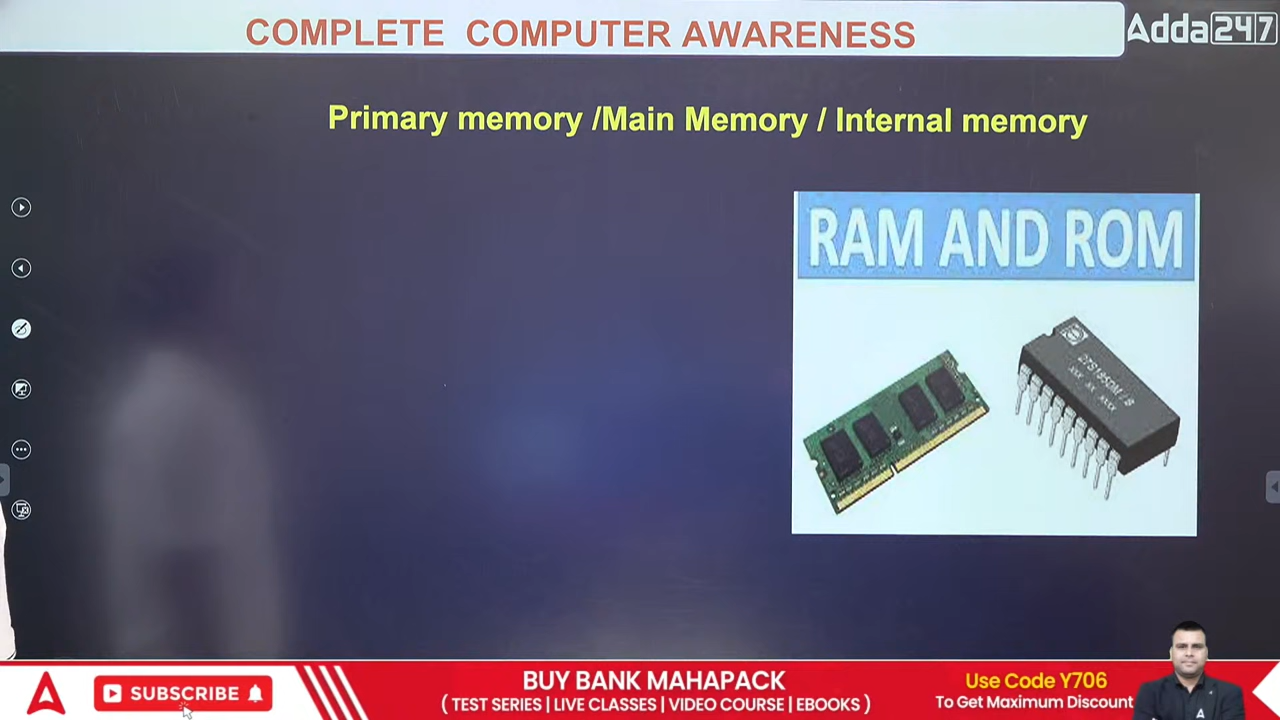 COMPLETE COMPUTER AWARENESS
Adda247
Primary memory /Main Memory / Internal memory
RAM AND ROM
SUBSCRIBE
BUY BANK MAHAPACK
( TEST SERIES | LIVE CLASSES | VIDEO COURSE | EBOOKS )
Use Code Y706
To Get Maximum Discount